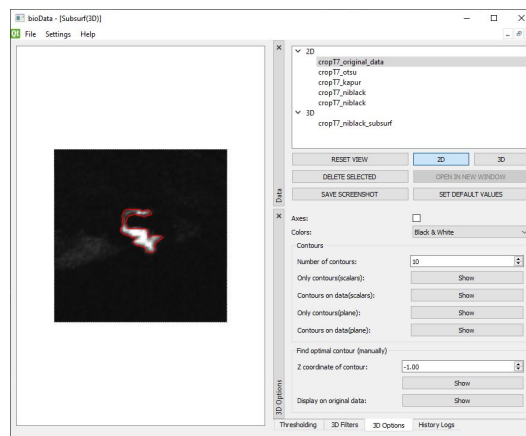 bioData - [Subsurf(3D)]
File Settings Help
2D
cropT7_original_data
cropT7_otsu
cropT7_kapur
cropT7_niblack
cropT7_niblack
3D
cropT7_niblack_subsurf
RESET VIEW 2D 3D
DELETE SELECTED OPEN IN NEW WINDOW
SAVE SCREENSHOT SET DEFAULT VALUES
Data
Axes:
Colors: Black & White
Contours
Number of contours: 10
Only contours(scalars): Show
Contours on data(scalars): Show
Only contours(plane): Show
Contours on data(plane): Show
Find optimal contour (manually)
Z coordinate of contour: -1.00
Show
Display on original data: Show
3D Options
Thresholding 3D Filters 3D Options History Logs